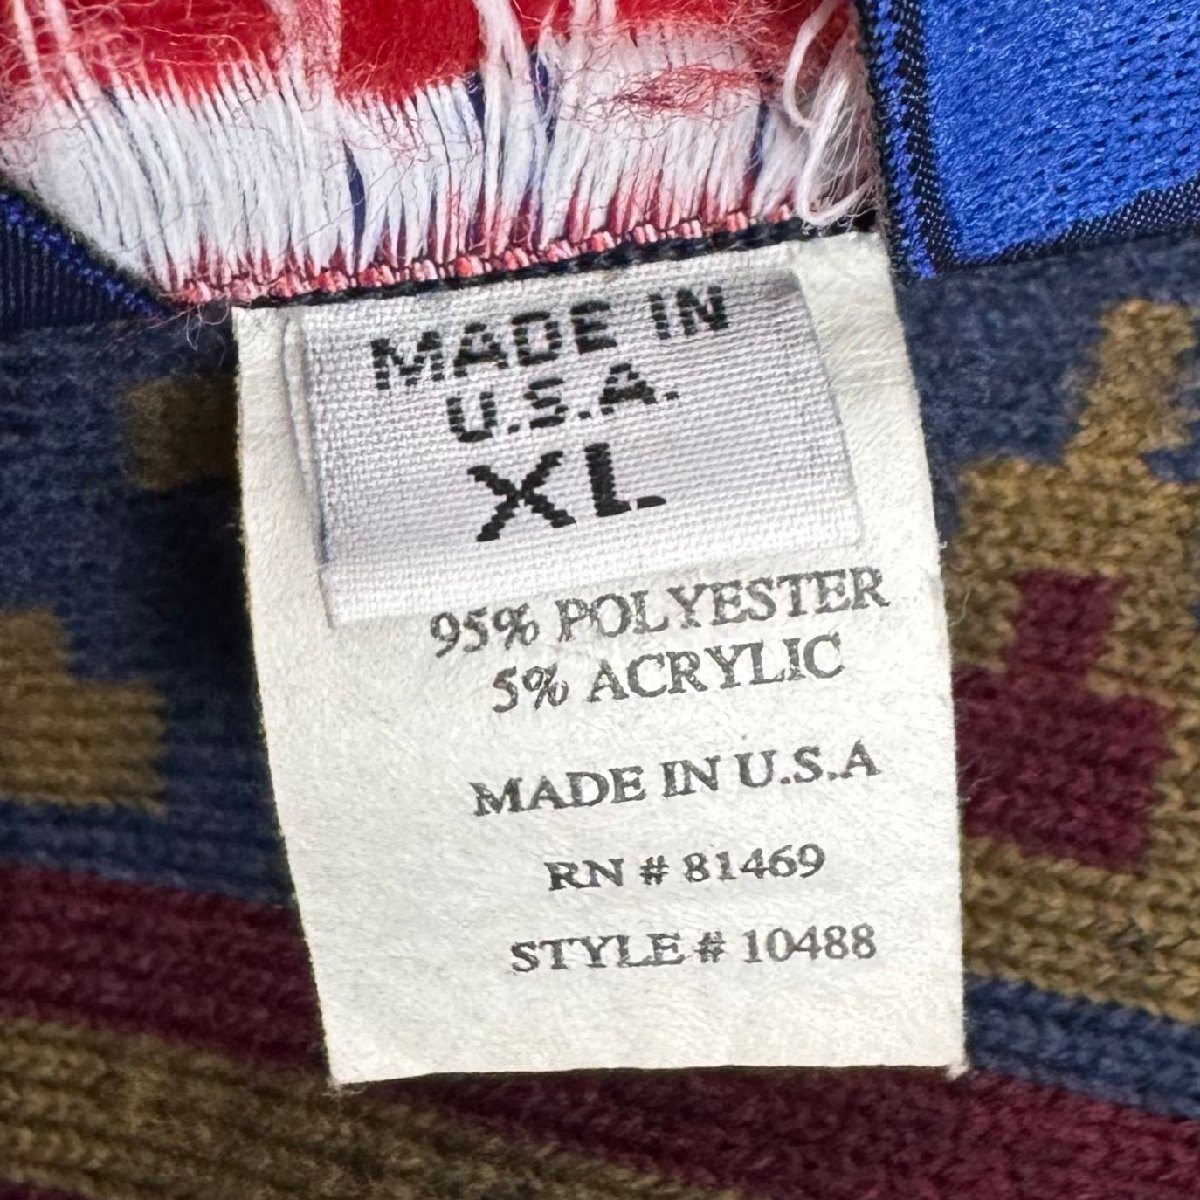 MADE IN
U.S.A.
XL
95% POLYESTER
5% ACRYLIC
MADE IN U.S.A
RN # 81469
STYLE # 10488